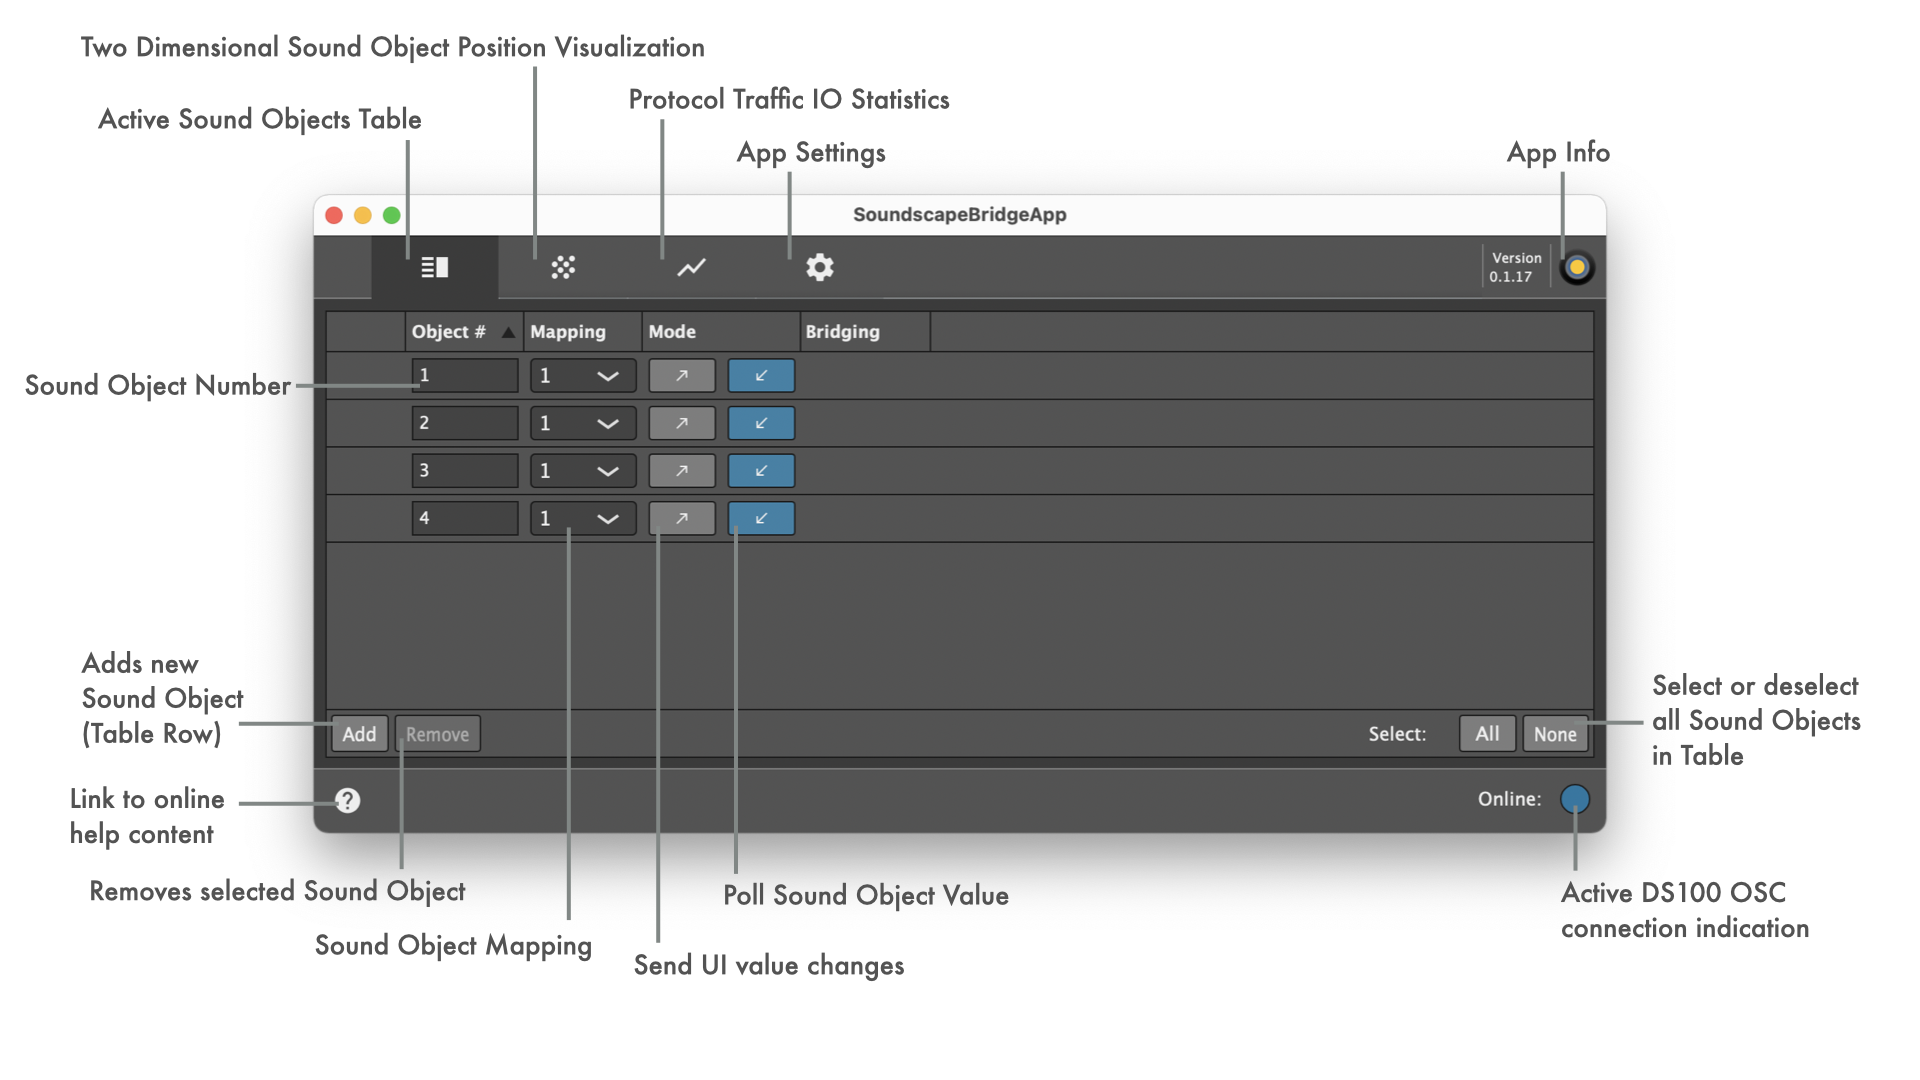 Two Dimensional Sound Object Position Visualization
Active Sound Objects Table
Protocol Traffic IO Statistics
App Settings
App Info
SoundscapeBridgeApp
Version
0.1.17
Object # Mapping Mode Bridging
Sound Object Number
1 1
2 1
3 1
4 1
Adds new
Sound Object
(Table Row)
Select or deselect
all Sound Objects
in Table
Add Remove Select: All None
Link to online
help content
?
Online:
Removes selected Sound Object
Poll Sound Object Value
Active DS100 OSC
connection indication
Sound Object Mapping
Send UI value changes